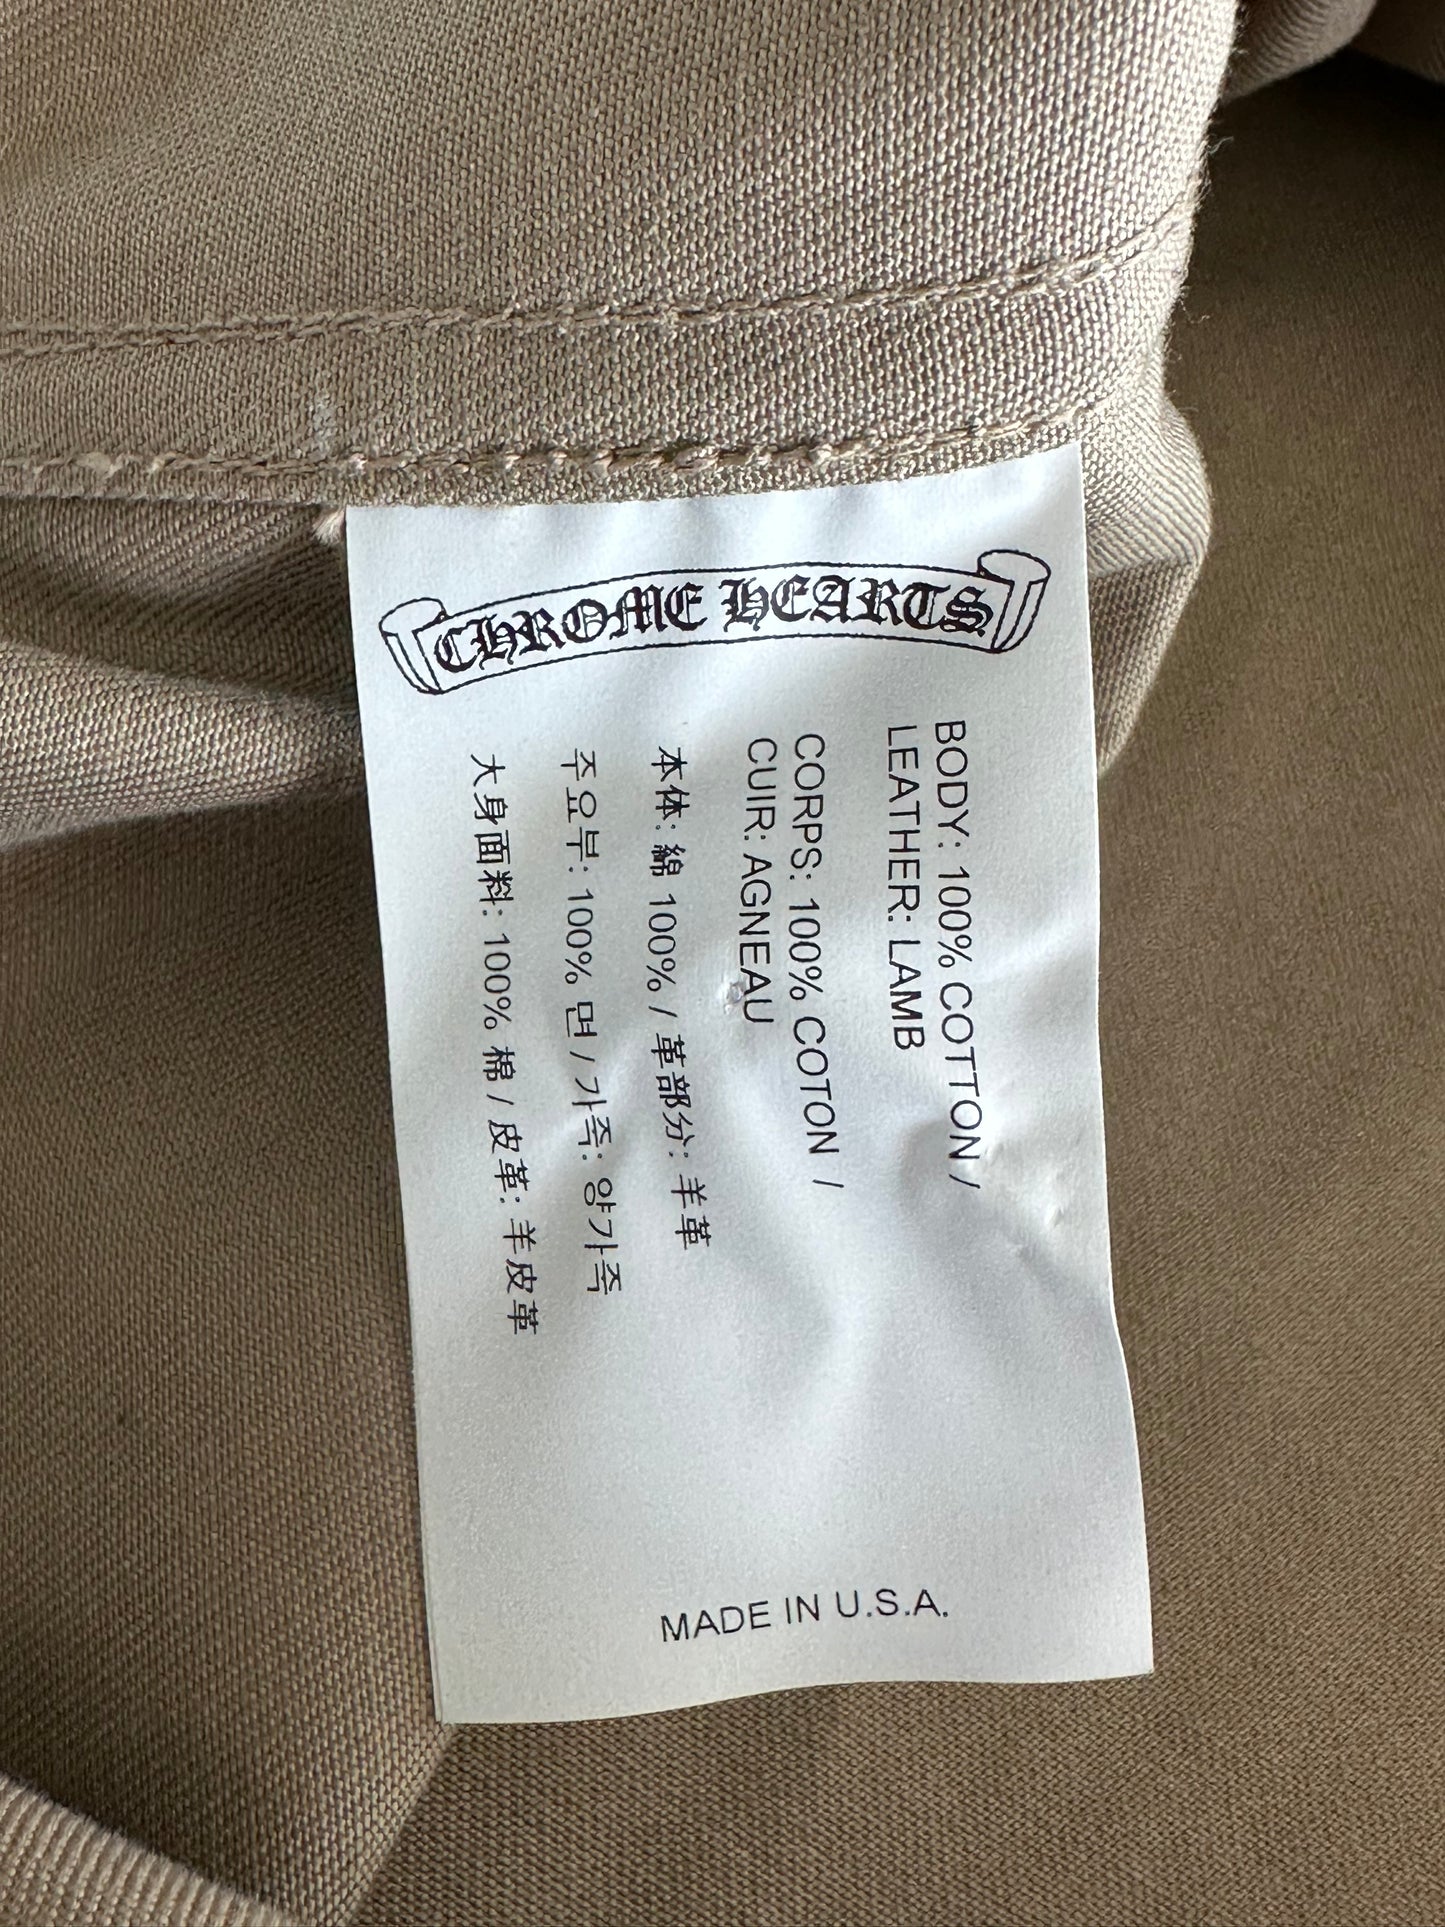 CHROME HEARTS
BODY: 100% COTTON /
LEATHER: LAMB
CORPS: 100% COTON /
CUIR: AGNEAU
本体: 綿 100% / 革部分: 羊革
주요부: 100% 면 / 가죽: 양가죽
大身面料: 100% 棉 / 皮革: 羊皮革
MADE IN U.S.A.